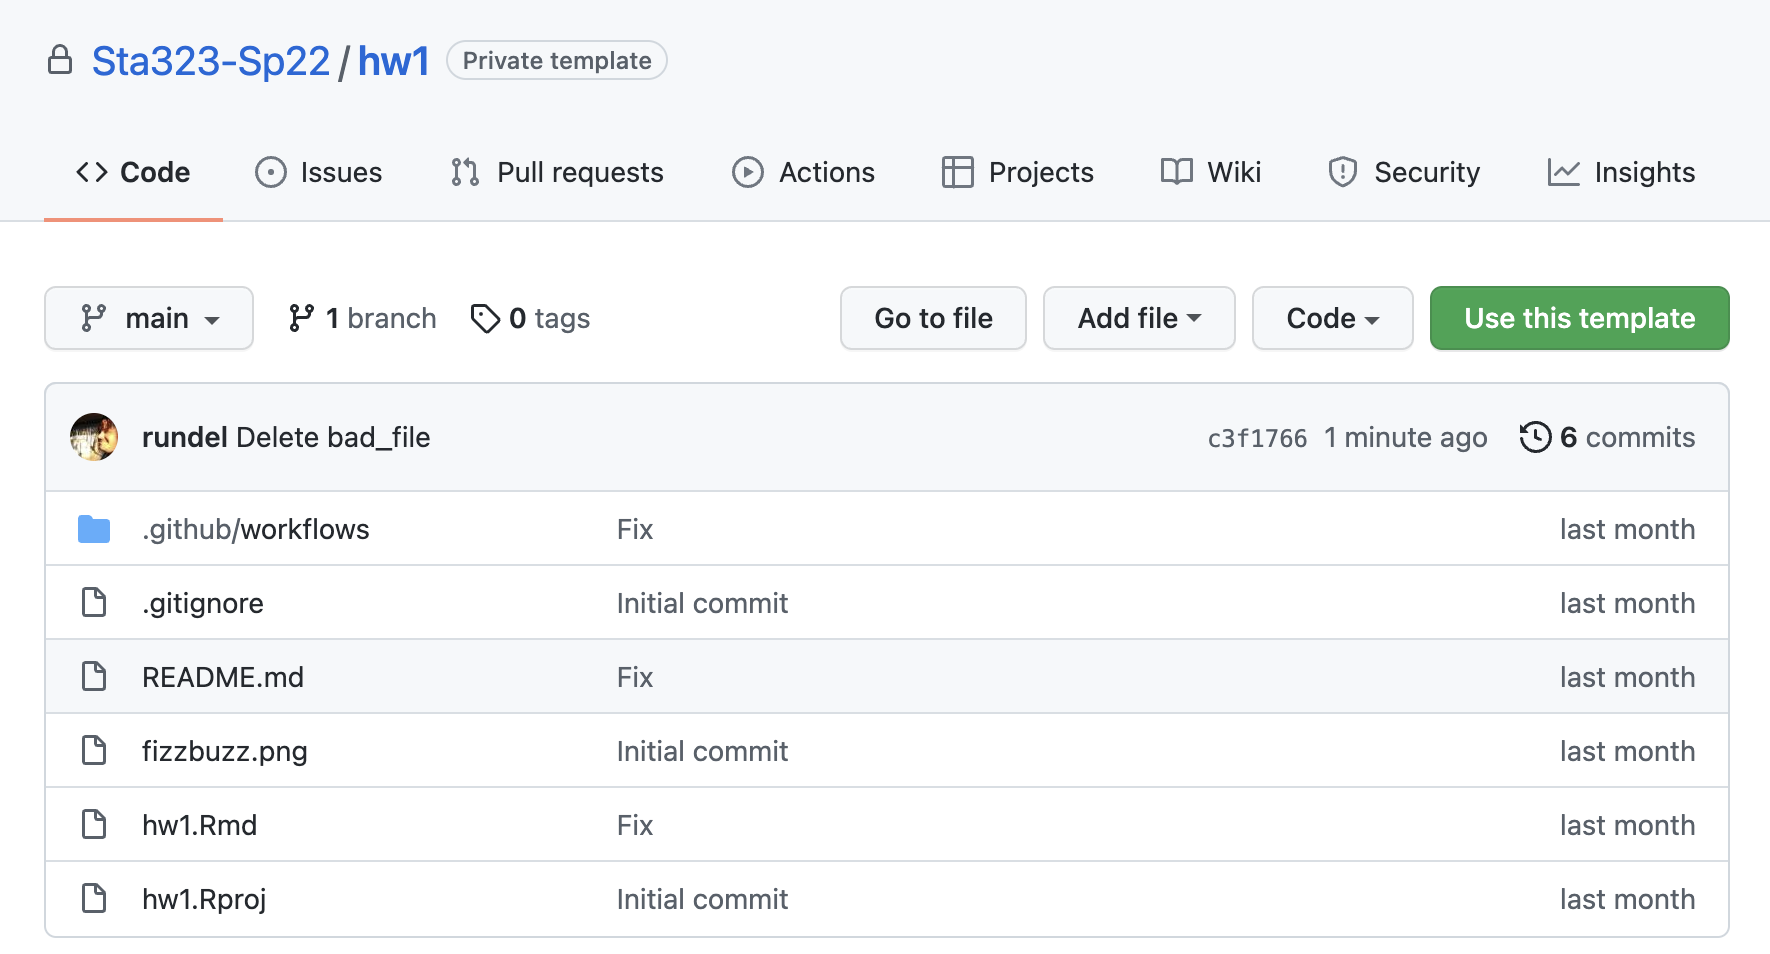 Sta323-Sp22 / hw1 Private template
Code Issues Pull requests Actions Projects Wiki Security Insights
main 1 branch 0 tags Go to file Add file Code Use this template
rundel Delete bad_file c3f1766 1 minute ago 6 commits
.github/workflows Fix last month
.gitignore Initial commit last month
README.md Fix last month
fizzbuzz.png Initial commit last month
hw1.Rmd Fix last month
hw1.Rproj Initial commit last month